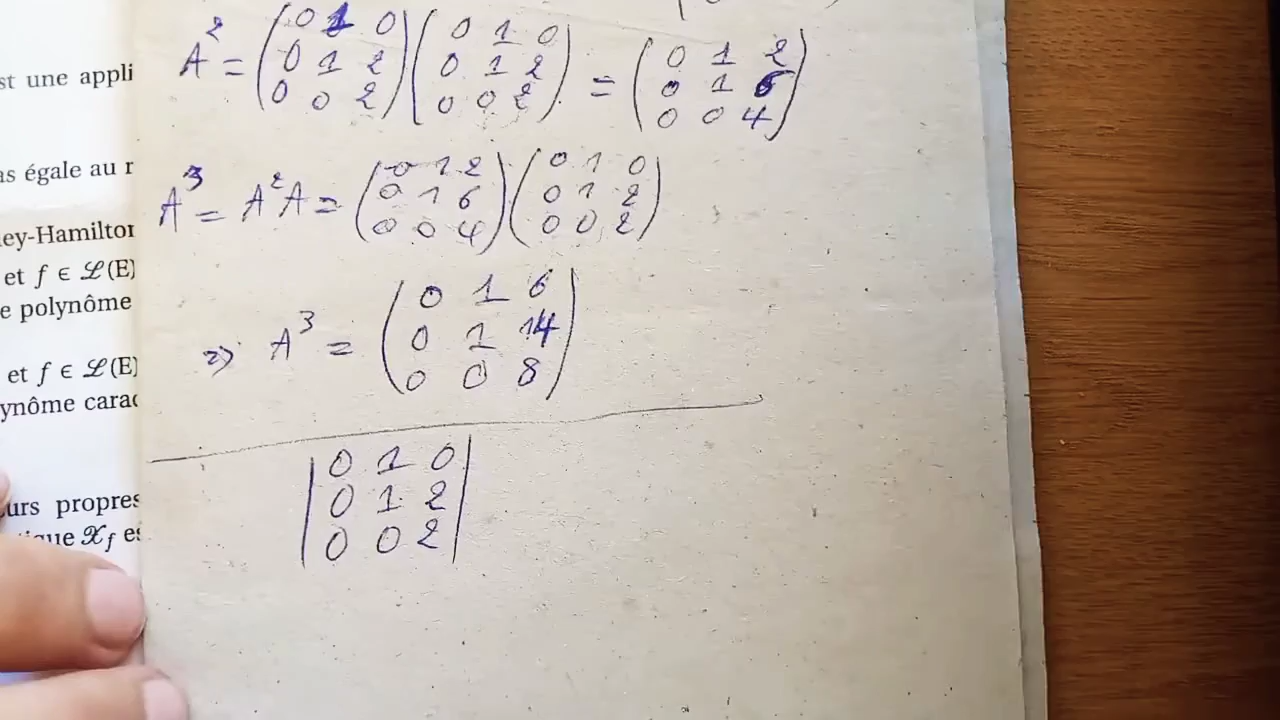 st une appli
as égale au r
ley-Hamilton
et f ∈ ℒ(E)
e polynôme
et f ∈ ℒ(E)
ynôme carac
urs propres
ique 𝒳f es
A² = (0 1 0) (0 1 0) = (0 1 2)
(0 1 2) (0 1 2) (0 1 6)
(0 0 2) (0 0 2) (0 0 4)
A³ = A²A = (0 1 2) (0 1 0)
(0 1 6) (0 1 2)
(0 0 4) (0 0 2)
=> A³ = (0 1 6)
(0 1 14)
(0 0 8)
|0 1 0|
|0 1 2|
|0 0 2|